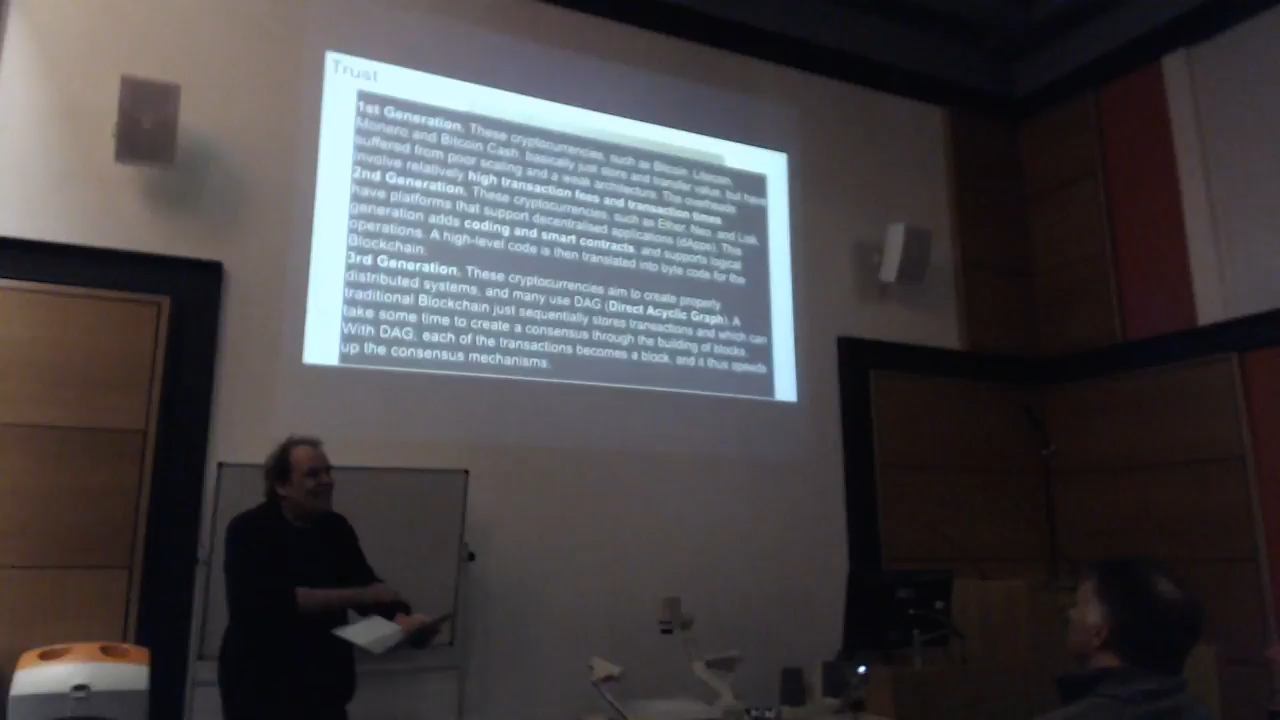 Trust
1st Generation. These cryptocurrencies, such as Bitcoin, Litecoin,
Monero and Bitcoin Cash, basically just store and transfer value, but have
suffered from poor scaling and a weak architecture. The overheads
involve relatively high transaction fees and transaction times.
2nd Generation. These cryptocurrencies, such as Ether, Neo, and Lisk,
have platforms that support decentralised applications (dApps). This
generation adds coding and smart contracts, and supports logical
operations. A high-level code is then translated into byte code for the
Blockchain.
3rd Generation. These cryptocurrencies aim to create properly
distributed systems, and many use DAG (Direct Acyclic Graph). A
traditional Blockchain just sequentially stores transactions and which can
take some time to create a consensus through the building of blocks.
With DAG, each of the transactions becomes a block, and it thus speeds
up the consensus mechanisms.